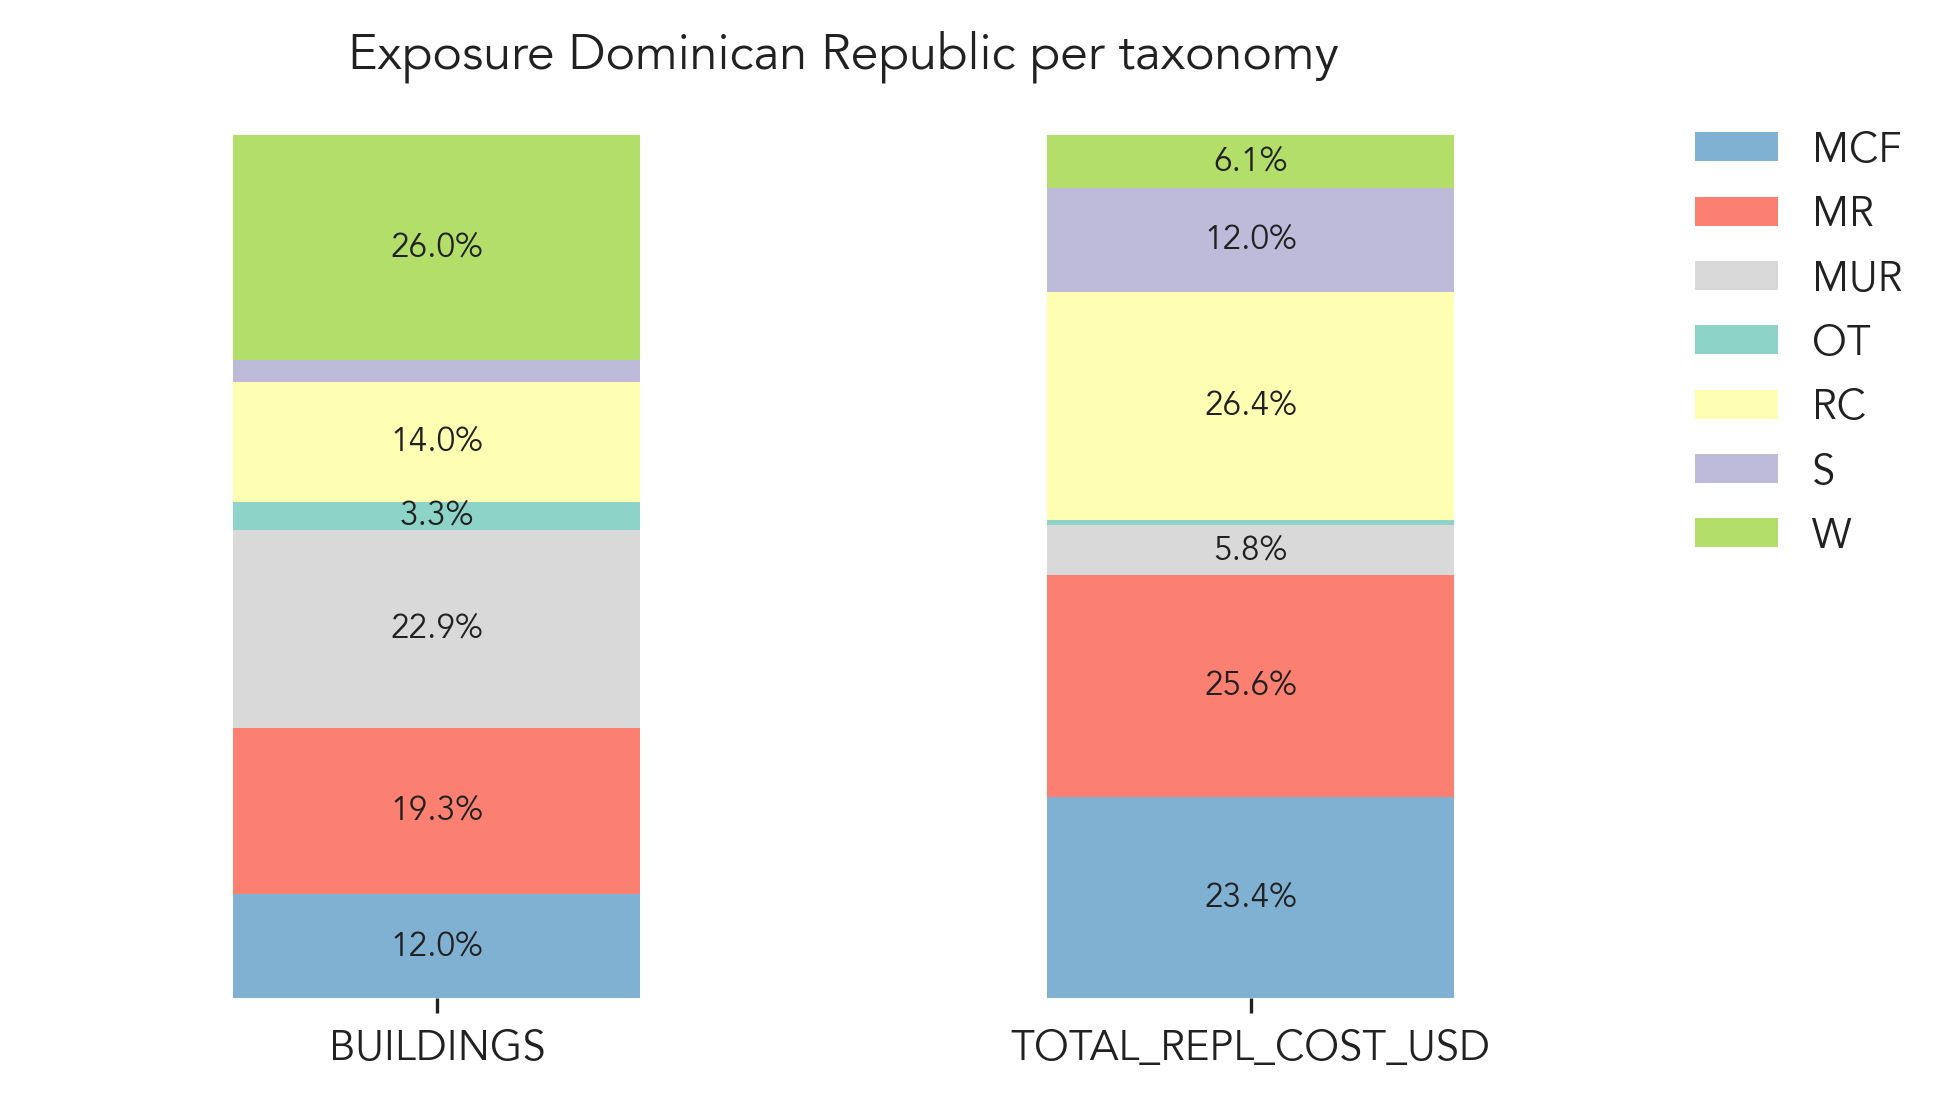 Exposure Dominican Republic per taxonomy
26.0%
14.0%
3.3%
22.9%
19.3%
12.0%
BUILDINGS
6.1%
12.0%
26.4%
5.8%
25.6%
23.4%
TOTAL_REPL_COST_USD
MCF
MR
MUR
OT
RC
S
W